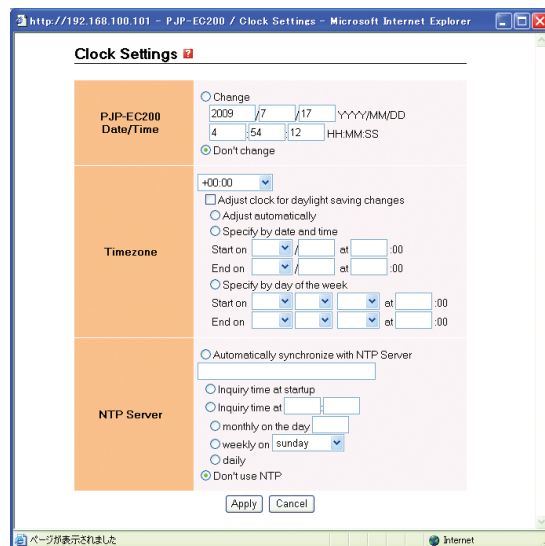 http://192.168.100.101 - PJP-EC200 / Clock Settings - Microsoft Internet Explorer
Clock Settings ?
PJP-EC200
Date/Time
Change
2009 /7 /17 YYYY/MM/DD
4 :54 :12 HH:MM:SS
Don't change
Timezone
+00:00
Adjust clock for daylight saving changes
Adjust automatically
Specify by date and time
Start on / at :00
End on / at :00
Specify by day of the week
Start on at :00
End on at :00
NTP Server
Automatically synchronize with NTP Server
Inquiry time at startup
Inquiry time at :
monthly on the day
weekly on sunday
daily
Don't use NTP
Apply Cancel
ページが表示されました Internet